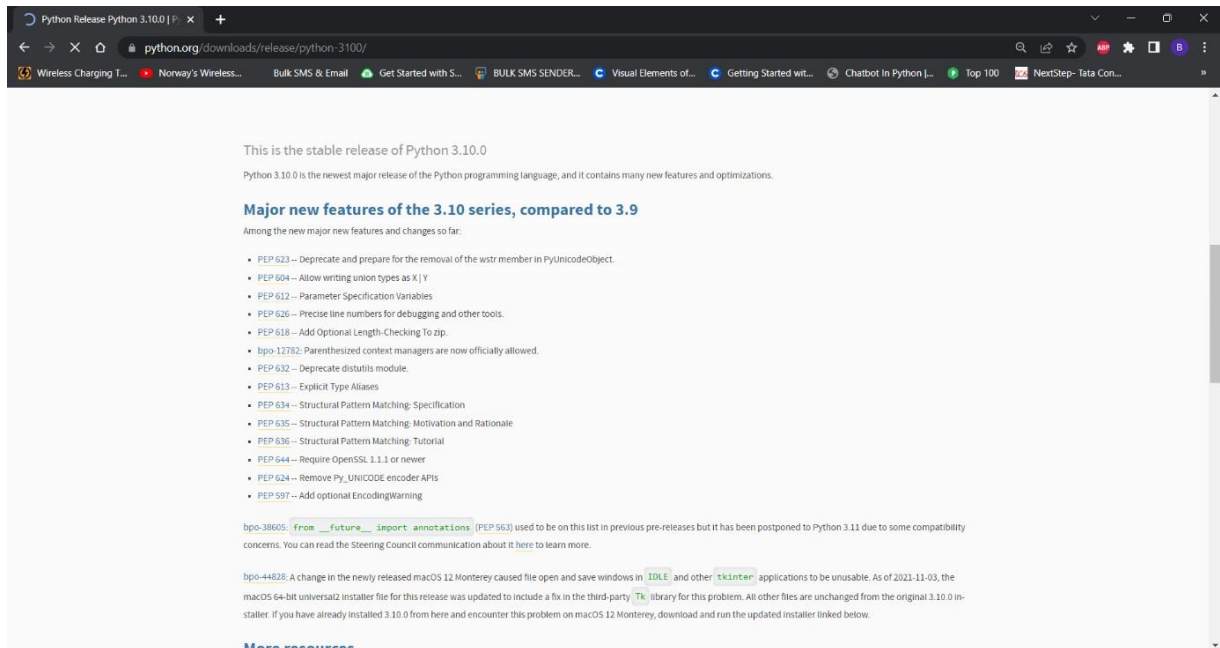 Python Release Python 3.10.0 | P
python.org/downloads/release/python-3100/
ABP
B
Wireless Charging T... Norway's Wireless... Bulk SMS & Email Get Started with S... BULK SMS SENDER... Visual Elements of... Getting Started wit... Chatbot In Python |... Top 100 NextStep- Tata Con... »
This is the stable release of Python 3.10.0
Python 3.10.0 is the newest major release of the Python programming language, and it contains many new features and optimizations.
Major new features of the 3.10 series, compared to 3.9
Among the new major new features and changes so far:
PEP 623 -- Deprecate and prepare for the removal of the wstr member in PyUnicodeObject.
PEP 604 -- Allow writing union types as X | Y
PEP 612 -- Parameter Specification Variables
PEP 626 -- Precise line numbers for debugging and other tools.
PEP 618 -- Add Optional Length-Checking To zip.
bpo-12782: Parenthesized context managers are now officially allowed.
PEP 632 -- Deprecate distutils module.
PEP 613 -- Explicit Type Aliases
PEP 634 -- Structural Pattern Matching: Specification
PEP 635 -- Structural Pattern Matching: Motivation and Rationale
PEP 636 -- Structural Pattern Matching: Tutorial
PEP 644 -- Require OpenSSL 1.1.1 or newer
PEP 624 -- Remove Py_UNICODE encoder APIs
PEP 597 -- Add optional EncodingWarning
bpo-38605: from __future__ import annotations (PEP 563) used to be on this list in previous pre-releases but it has been postponed to Python 3.11 due to some compatibility
concerns. You can read the Steering Council communication about it here to learn more.
bpo-44828: A change in the newly released macOS 12 Monterey caused file open and save windows in IDLE and other tkinter applications to be unusable. As of 2021-11-03, the
macOS 64-bit universal2 installer file for this release was updated to include a fix in the third-party Tk library for this problem. All other files are unchanged from the original 3.10.0 in-
staller. If you have already installed 3.10.0 from here and encounter this problem on macOS 12 Monterey, download and run the updated installer linked below.
More resources